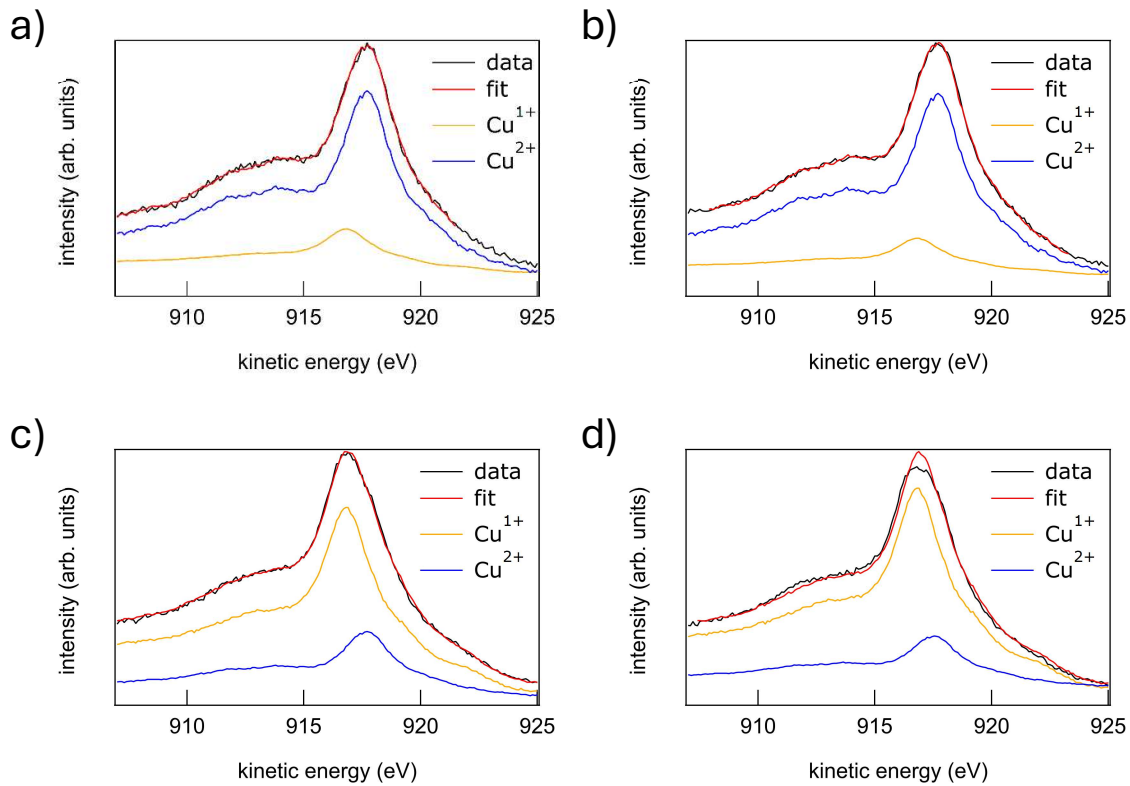 a)
intensity (arb. units)
data
fit
Cu1+
Cu2+
910 915 920 925
kinetic energy (eV)
b)
intensity (arb. units)
data
fit
Cu1+
Cu2+
910 915 920 925
kinetic energy (eV)
c)
intensity (arb. units)
data
fit
Cu1+
Cu2+
910 915 920 925
kinetic energy (eV)
d)
intensity (arb. units)
data
fit
Cu1+
Cu2+
910 915 920 925
kinetic energy (eV)